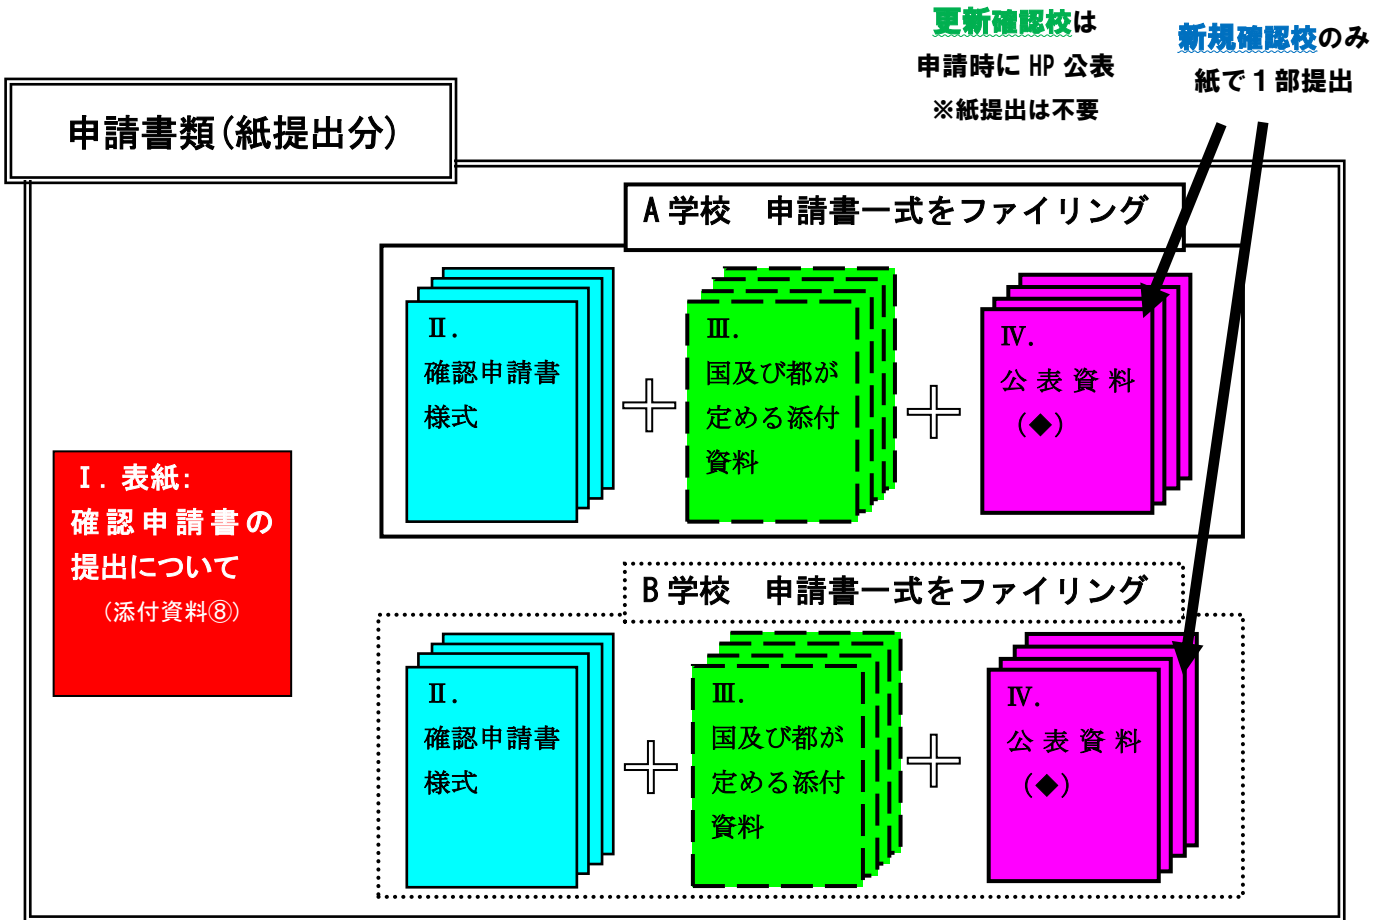 更新確認校は
申請時に HP 公表
※紙提出は不要
新規確認校のみ
紙で１部提出
申請書類(紙提出分)
A 学校　申請書一式をファイリング
Ⅱ．
確認申請書
様式
Ⅲ．
国及び都が
定める添付
資料
Ⅳ．
公表資料
(◆)
Ⅰ．表紙：
確認申請書の
提出について
(添付資料⑧)
B 学校　申請書一式をファイリング
Ⅱ．
確認申請書
様式
Ⅲ．
国及び都が
定める添付
資料
Ⅳ．
公表資料
(◆)